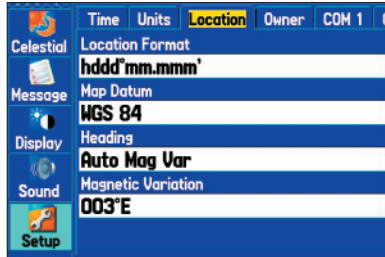 Time Units Location Owner COM 1
Celestial
Location Format
hddd°mm.mmm'
Message
Map Datum
WGS 84
Display
Heading
Auto Mag Var
Sound
Magnetic Variation
003°E
Setup